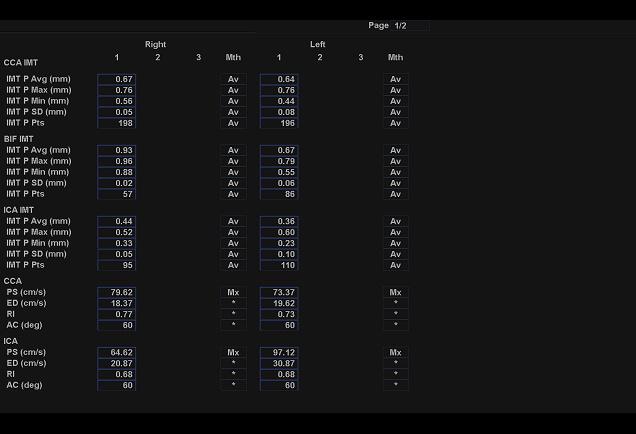 Page 1/2
Right Left
1 2 3 Mth 1 2 3 Mth
CCA IMT
IMT P Avg (mm) 0.67 Av 0.64 Av
IMT P Max (mm) 0.76 Av 0.76 Av
IMT P Min (mm) 0.56 Av 0.44 Av
IMT P SD (mm) 0.05 Av 0.08 Av
IMT P Pts 198 Av 196 Av
BIF IMT
IMT P Avg (mm) 0.93 Av 0.67 Av
IMT P Max (mm) 0.96 Av 0.79 Av
IMT P Min (mm) 0.88 Av 0.55 Av
IMT P SD (mm) 0.02 Av 0.06 Av
IMT P Pts 57 Av 86 Av
ICA IMT
IMT P Avg (mm) 0.44 Av 0.36 Av
IMT P Max (mm) 0.52 Av 0.60 Av
IMT P Min (mm) 0.33 Av 0.23 Av
IMT P SD (mm) 0.05 Av 0.10 Av
IMT P Pts 95 Av 110 Av
CCA
PS (cm/s) 79.62 Mx 73.37 Mx
ED (cm/s) 18.37 * 19.62 *
RI 0.77 * 0.73 *
AC (deg) 60 * 60 *
ICA
PS (cm/s) 64.62 Mx 97.12 Mx
ED (cm/s) 20.87 * 30.87 *
RI 0.68 * 0.68 *
AC (deg) 60 * 60 *